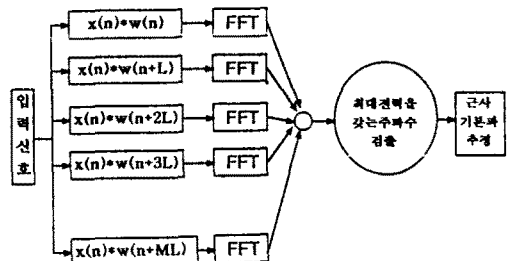 입력신호
x(n)*w(n)
FFT
x(n)*w(n+L)
FFT
x(n)*w(n+2L)
FFT
x(n)*w(n+3L)
FFT
x(n)*w(n+ML)
FFT
최대전력을
갖는주파수
검출
근사
기본파
추정